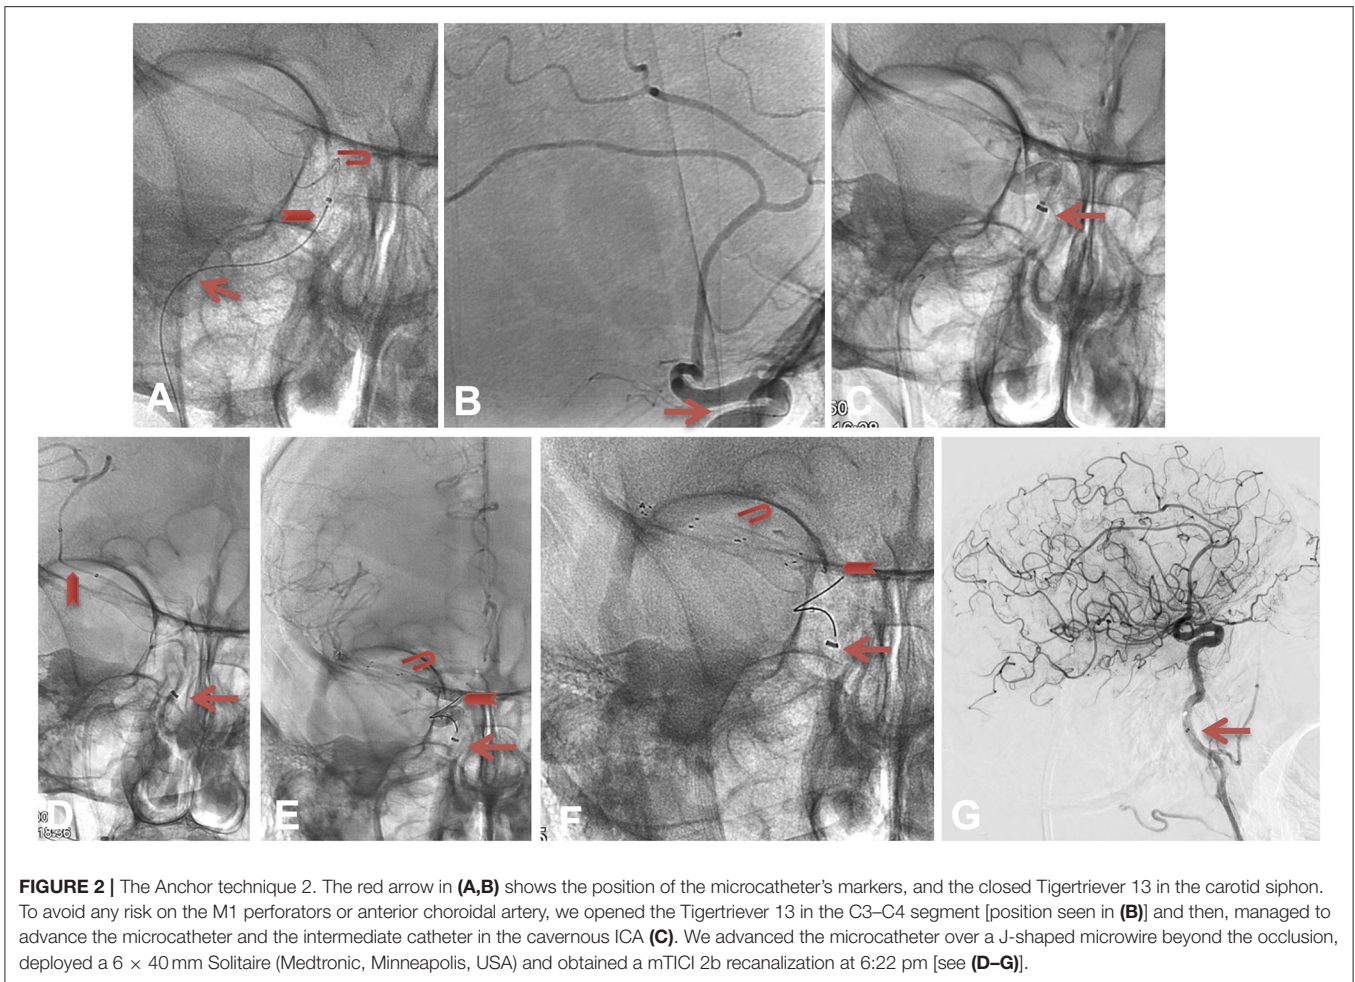 A
B
C
50
16:28
D
E
F
G
FIGURE 2 | The Anchor technique 2. The red arrow in (A,B) shows the position of the microcatheter's markers, and the closed Tigertriever 13 in the carotid siphon.
To avoid any risk on the M1 perforators or anterior choroidal artery, we opened the Tigertriever 13 in the C3–C4 segment [position seen in (B)] and then, managed to
advance the microcatheter and the intermediate catheter in the cavernous ICA (C). We advanced the microcatheter over a J-shaped microwire beyond the occlusion,
deployed a 6 × 40 mm Solitaire (Medtronic, Minneapolis, USA) and obtained a mTICI 2b recanalization at 6:22 pm [see (D–G)].